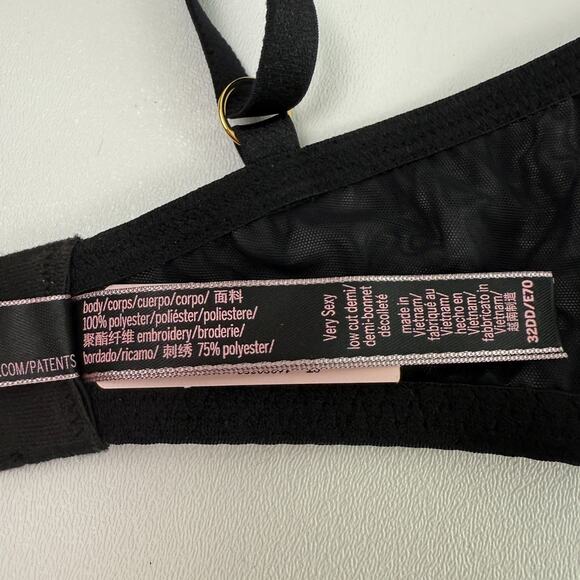 .COM/PATENTS
body/corps/cuerpo/corpo/ 面料
100% polyester/poliéster/poliestere/
聚酯纤维 embroidery/broderie/
bordado/ricamo/ 刺绣 75% polyester/
Very Sexy
low cut demi/
demi-bonnet
décolleté
made in
Vietnam/
fabriqué au
Vietnam/
hecho en
Vietnam/
fabbricato in
Vietnam/
越南制造
32DD/E70